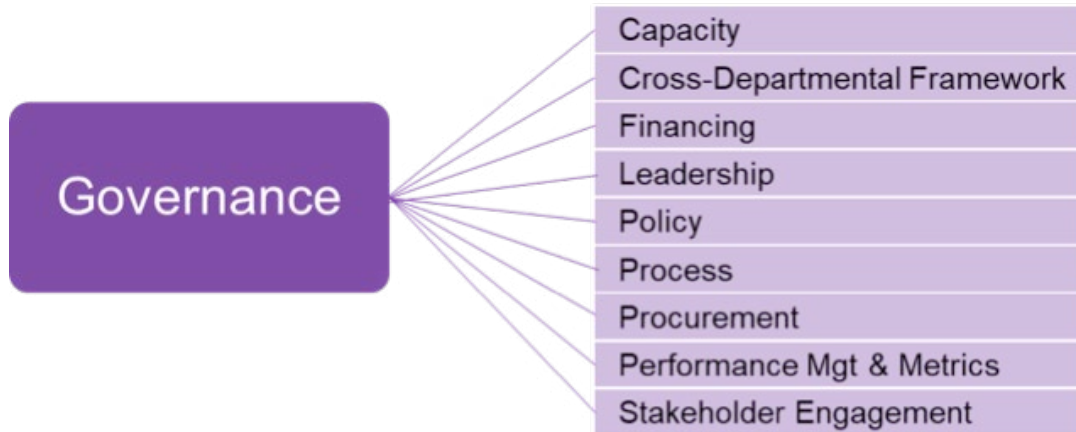 Governance
Capacity
Cross-Departmental Framework
Financing
Leadership
Policy
Process
Procurement
Performance Mgt & Metrics
Stakeholder Engagement